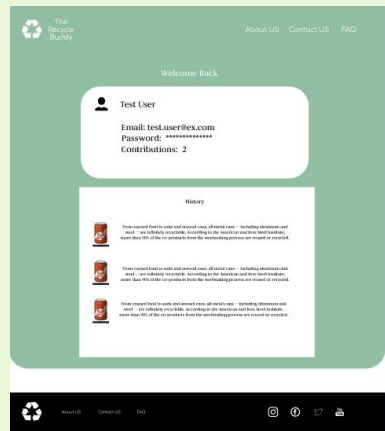 The
Recycle
Buddy
About US Contact US FAQ
Welcome Back
Test User
Email: test.user@ex.com
Password: **************
Contributions: 2
History
From canned food to soda and aerosol cans, all metal cans — including aluminum and
steel — are infinitely recyclable. According to the American and Iron Steel Institute,
more than 90% of the co-products from the steelmaking process are reused or recycled.
From canned food to soda and aerosol cans, all metal cans — including aluminum and
steel — are infinitely recyclable. According to the American and Iron Steel Institute,
more than 90% of the co-products from the steelmaking process are reused or recycled.
From canned food to soda and aerosol cans, all metal cans — including aluminum and
steel — are infinitely recyclable. According to the American and Iron Steel Institute,
more than 90% of the co-products from the steelmaking process are reused or recycled.
About US Contact US FAQ